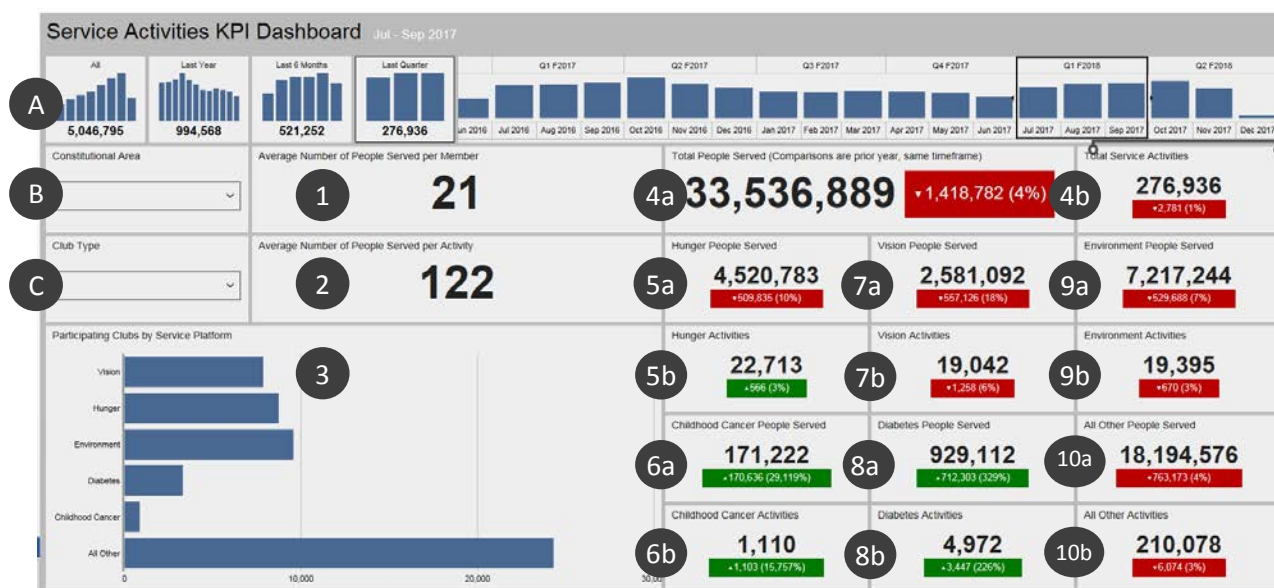 Service Activities KPI Dashboard Jul - Sep 2017
All
Last Year
Last 6 Months
Last Quarter
Q1 F2017
Q2 F2017
Q3 F2017
Q4 F2017
Q1 F2018
Q2 F2018
A
5,046,795
994,568
521,252
276,936
2016
Jul 2016
Aug 2016
Sep 2016
Oct 2016
Nov 2016
Dec 2016
Jan 2017
Feb 2017
Mar 2017
Apr 2017
May 2017
Jun 2017
Jul 2017
Aug 2017
Sep 2017
Oct 2017
Nov 2017
Dec 2017
Constitutional Area
B
Average Number of People Served per Member
1
21
Total People Served (Comparisons are prior year, same timeframe)
4a
33,536,889
▼1,418,782 (4%)
Total Service Activities
4b
276,936
▼2,781 (1%)
Club Type
C
Average Number of People Served per Activity
2
122
Hunger People Served
5a
4,520,783
▼509,835 (10%)
Vision People Served
7a
2,581,092
▼557,126 (18%)
Environment People Served
9a
7,217,244
▼529,688 (7%)
Participating Clubs by Service Platform
3
Vision
Hunger
Environment
Diabetes
Childhood Cancer
All Other
0
10,000
20,000
Hunger Activities
5b
22,713
▲566 (3%)
Vision Activities
7b
19,042
▼1,258 (6%)
Environment Activities
9b
19,395
▼670 (3%)
Childhood Cancer People Served
6a
171,222
▲170,636 (29,119%)
Diabetes People Served
8a
929,112
▲712,303 (329%)
All Other People Served
10a
18,194,576
▼763,173 (4%)
Childhood Cancer Activities
6b
1,110
▲1,103 (15,757%)
Diabetes Activities
8b
4,972
▲3,447 (226%)
All Other Activities
10b
210,078
▼6,074 (3%)